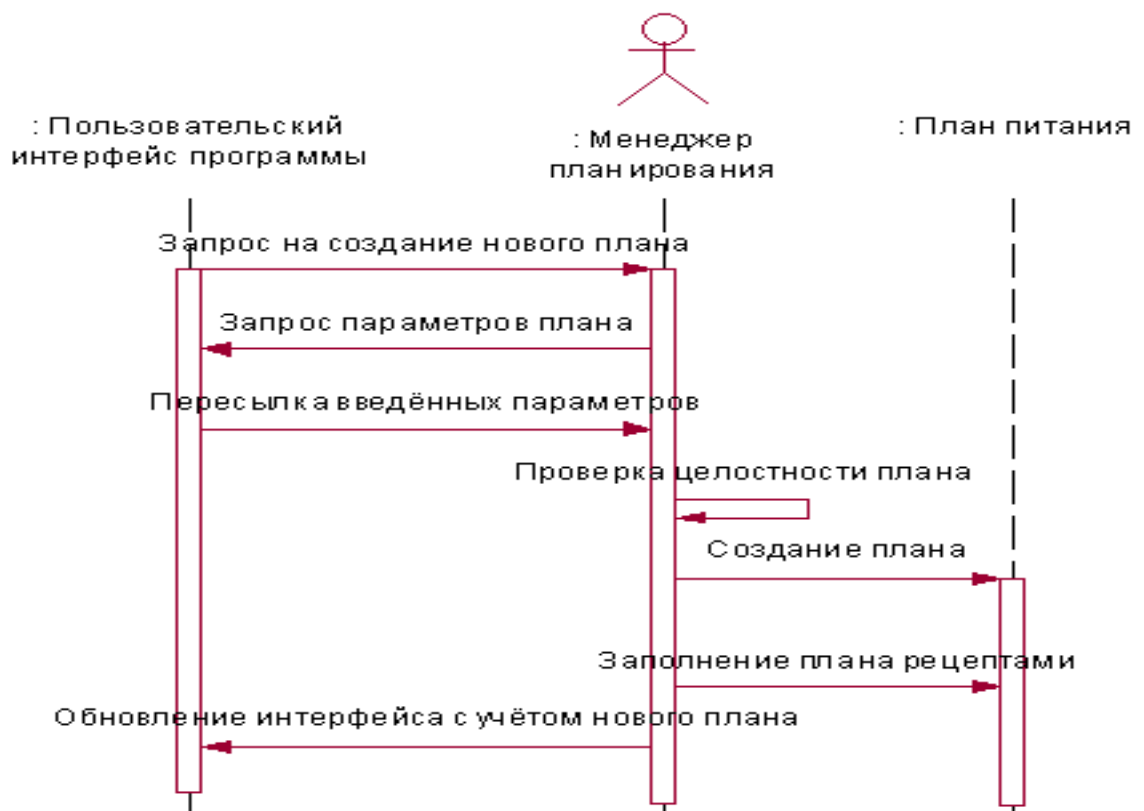 : Пользовательский
интерфейс программы
: Менеджер
планирования
: План питания
Запрос на создание нового плана
Запрос параметров плана
Пересылка введённых параметров
Проверка целостности плана
Создание плана
Заполнение плана рецептами
Обновление интерфейса с учётом нового плана